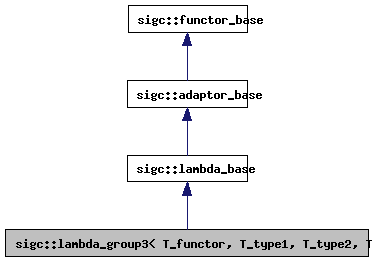 sigc::functor_base
sigc::adaptor_base
sigc::lambda_base
sigc::lambda_group3< T_functor, T_type1, T_type2, T